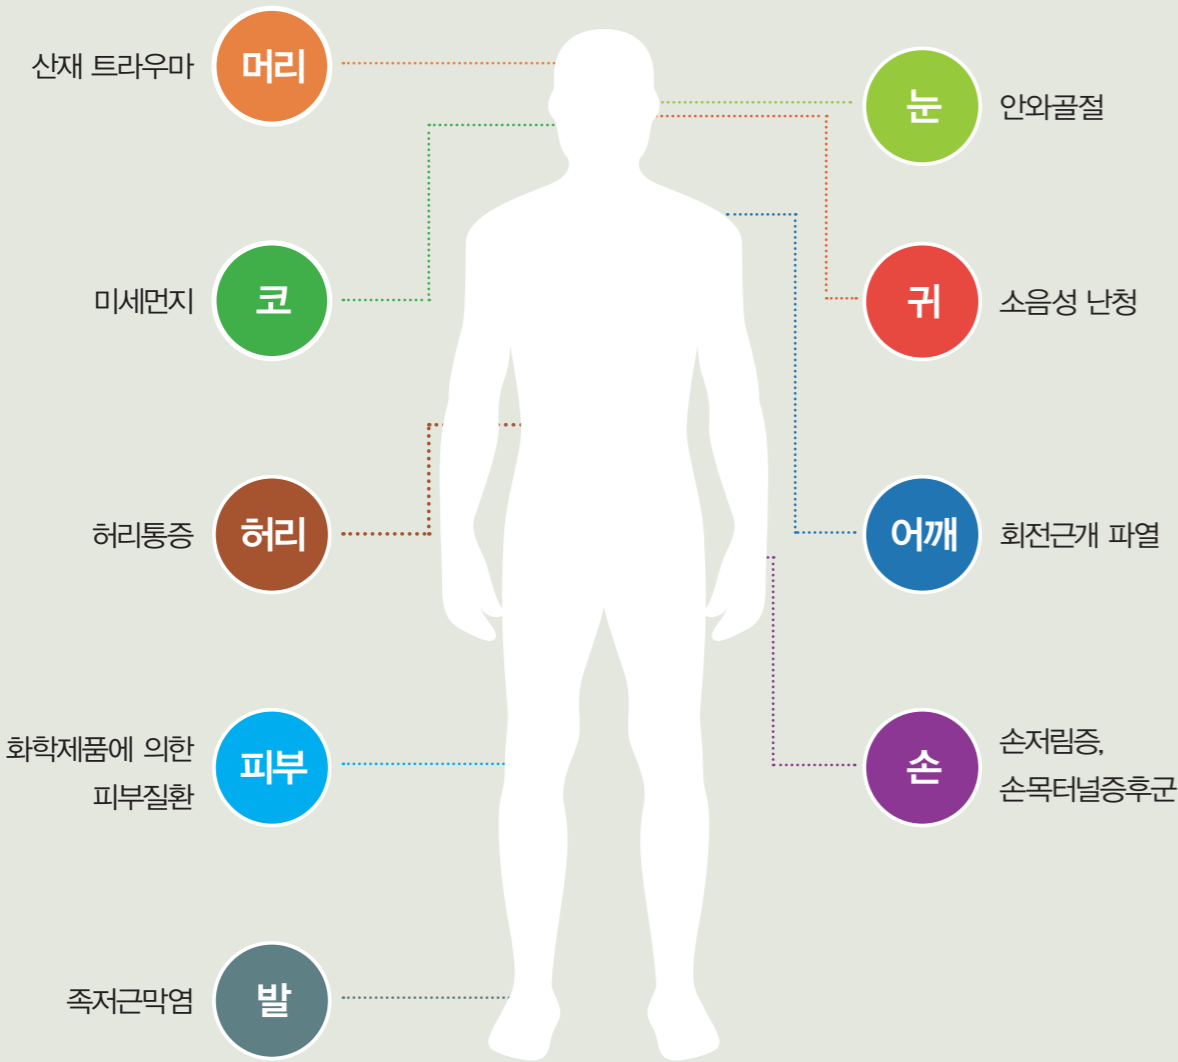 산재 트라우마
머리
눈
안와골절
미세먼지
코
귀
소음성 난청
허리통증
허리
어깨
회전근개 파열
화학제품에 의한
피부질환
피부
손
손저림증,
손목터널증후군
족저근막염
발